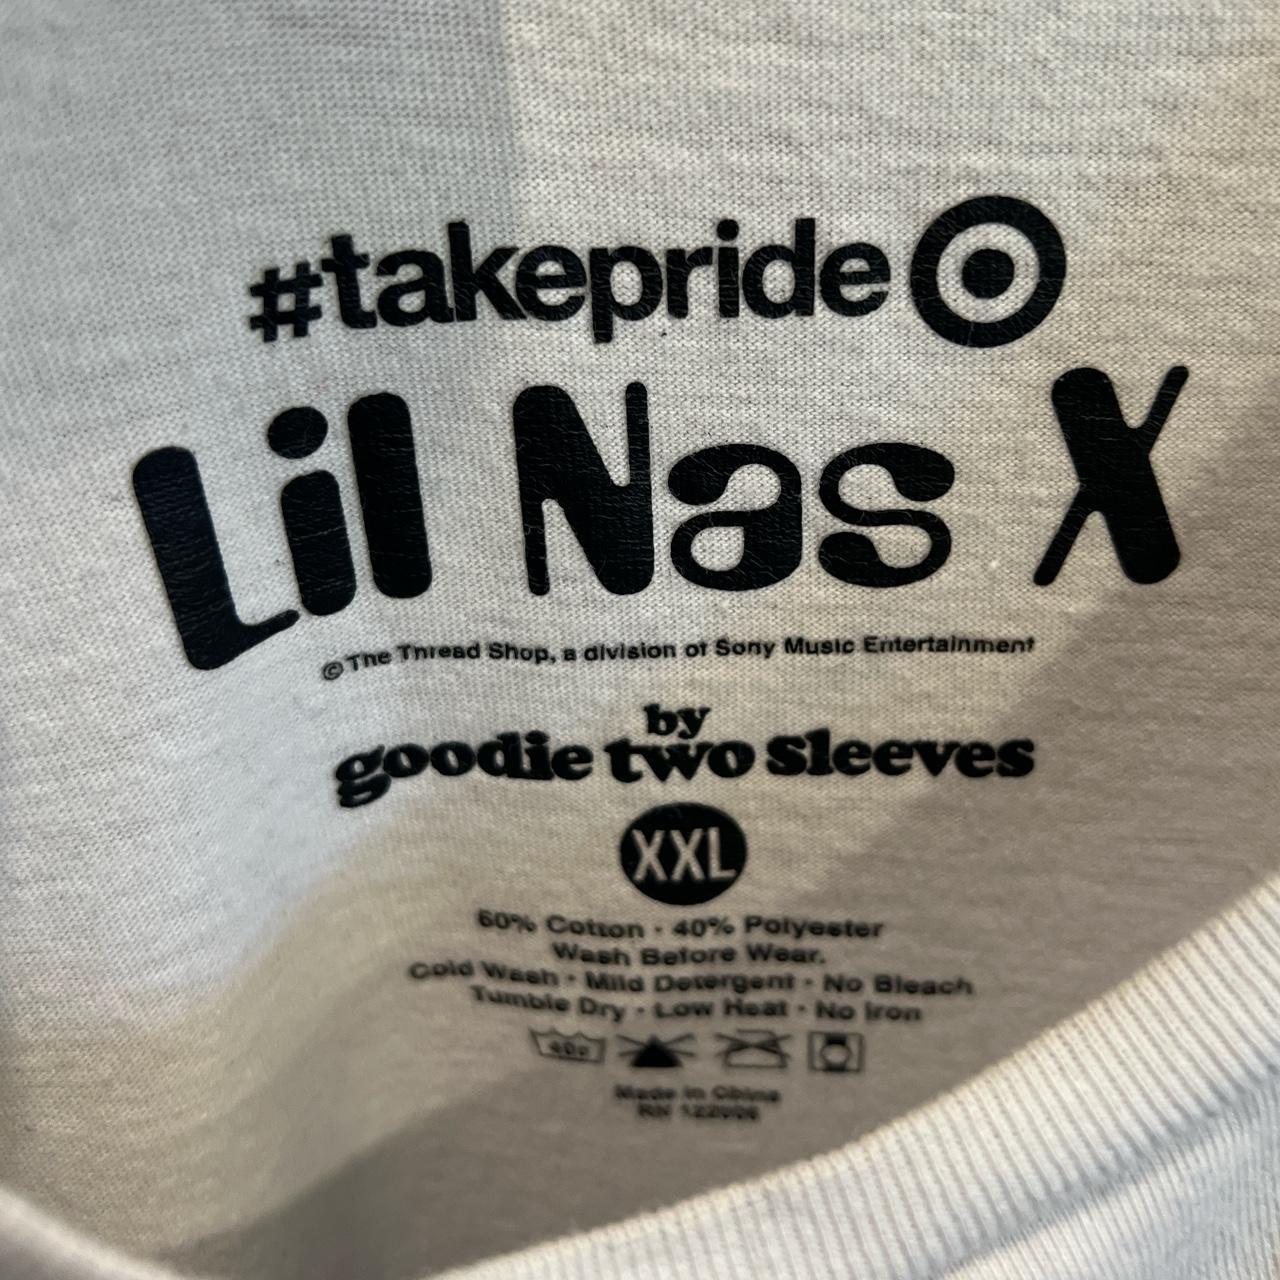 #takepride
Lil Nas X
© The Thread Shop, a division of Sony Music Entertainment
by
goodie two sleeves
XXL
60% Cotton · 40% Polyester
Wash Before Wear.
Cold Wash · Mild Detergent · No Bleach
Tumble Dry · Low Heat · No Iron
Made in China
RN